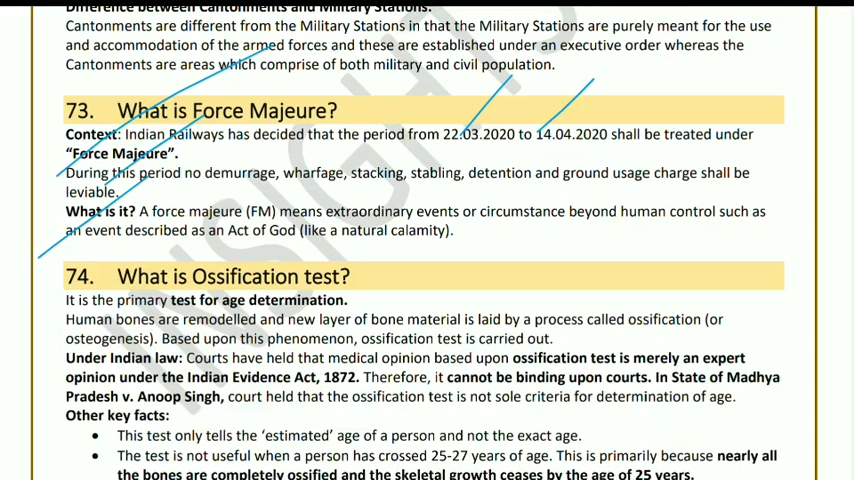 Difference between Cantonments and Military Stations:
Cantonments are different from the Military Stations in that the Military Stations are purely meant for the use
and accommodation of the armed forces and these are established under an executive order whereas the
Cantonments are areas which comprise of both military and civil population.
73. What is Force Majeure?
Context: Indian Railways has decided that the period from 22.03.2020 to 14.04.2020 shall be treated under
“Force Majeure”.
During this period no demurrage, wharfage, stacking, stabling, detention and ground usage charge shall be
leviable.
What is it? A force majeure (FM) means extraordinary events or circumstance beyond human control such as
an event described as an Act of God (like a natural calamity).
74. What is Ossification test?
It is the primary test for age determination.
Human bones are remodelled and new layer of bone material is laid by a process called ossification (or
osteogenesis). Based upon this phenomenon, ossification test is carried out.
Under Indian law: Courts have held that medical opinion based upon ossification test is merely an expert
opinion under the Indian Evidence Act, 1872. Therefore, it cannot be binding upon courts. In State of Madhya
Pradesh v. Anoop Singh, court held that the ossification test is not sole criteria for determination of age.
Other key facts:
• This test only tells the ‘estimated’ age of a person and not the exact age.
• The test is not useful when a person has crossed 25-27 years of age. This is primarily because nearly all
the bones are completely ossified and the skeletal growth ceases by the age of 25 years.
INSIGHTS